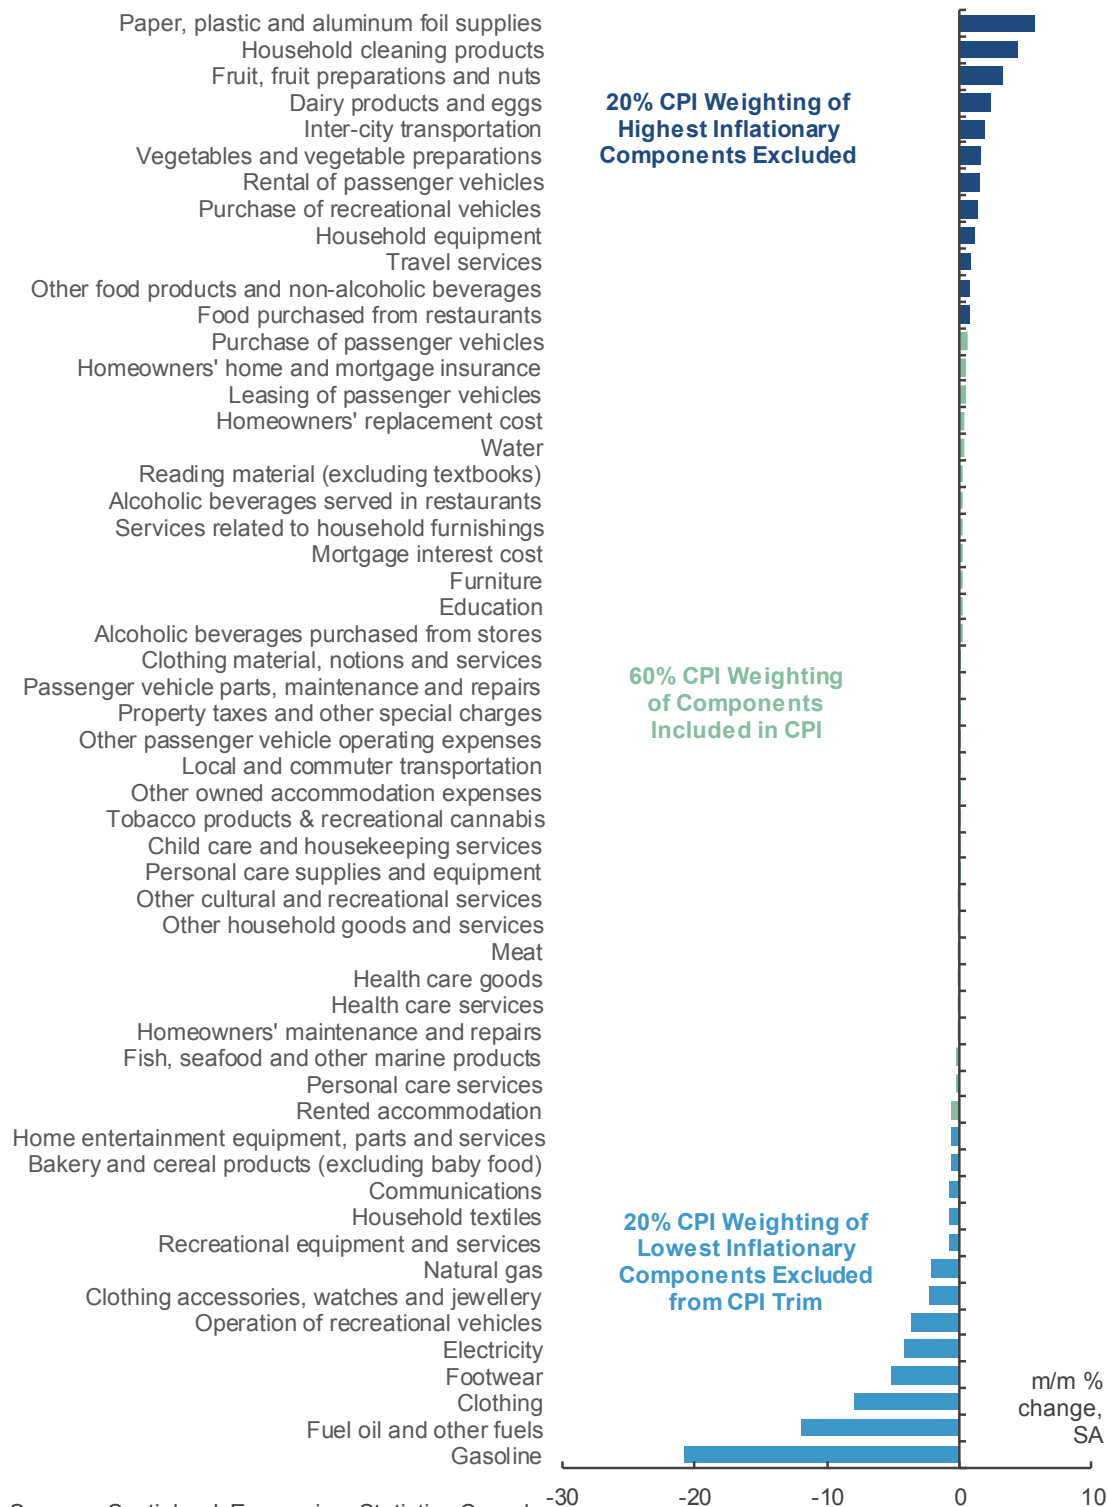 Paper, plastic and aluminum foil supplies
Household cleaning products
Fruit, fruit preparations and nuts
Dairy products and eggs
Inter-city transportation
Vegetables and vegetable preparations
Rental of passenger vehicles
Purchase of recreational vehicles
Household equipment
Travel services
Other food products and non-alcoholic beverages
Food purchased from restaurants
Purchase of passenger vehicles
Homeowners' home and mortgage insurance
Leasing of passenger vehicles
Homeowners' replacement cost
Water
Reading material (excluding textbooks)
Alcoholic beverages served in restaurants
Services related to household furnishings
Mortgage interest cost
Furniture
Education
Alcoholic beverages purchased from stores
Clothing material, notions and services
Passenger vehicle parts, maintenance and repairs
Property taxes and other special charges
Other passenger vehicle operating expenses
Local and commuter transportation
Other owned accommodation expenses
Tobacco products & recreational cannabis
Child care and housekeeping services
Personal care supplies and equipment
Other cultural and recreational services
Other household goods and services
Meat
Health care goods
Health care services
Homeowners' maintenance and repairs
Fish, seafood and other marine products
Personal care services
Rented accommodation
Home entertainment equipment, parts and services
Bakery and cereal products (excluding baby food)
Communications
Household textiles
Recreational equipment and services
Natural gas
Clothing accessories, watches and jewellery
Operation of recreational vehicles
Electricity
Footwear
Clothing
Fuel oil and other fuels
Gasoline
20% CPI Weighting of
Highest Inflationary
Components Excluded
60% CPI Weighting
of Components
Included in CPI
20% CPI Weighting of
Lowest Inflationary
Components Excluded
from CPI Trim
m/m %
change,
SA
-30 -20 -10 0 10